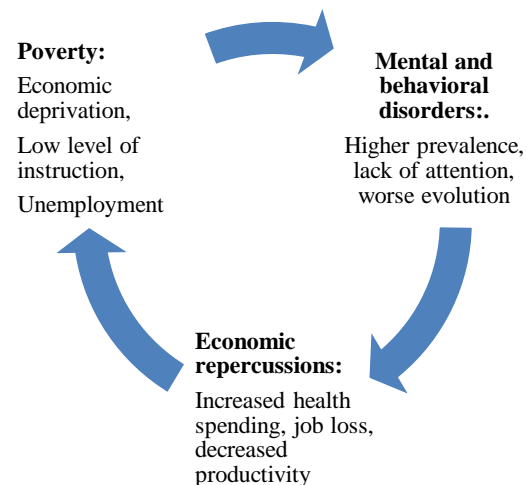 Poverty:
Economic
deprivation,
Low level of
instruction,
Unemployment
Mental and
behavioral
disorders:.
Higher prevalence,
lack of attention,
worse evolution
Economic
repercussions:
Increased health
spending, job loss,
decreased
productivity